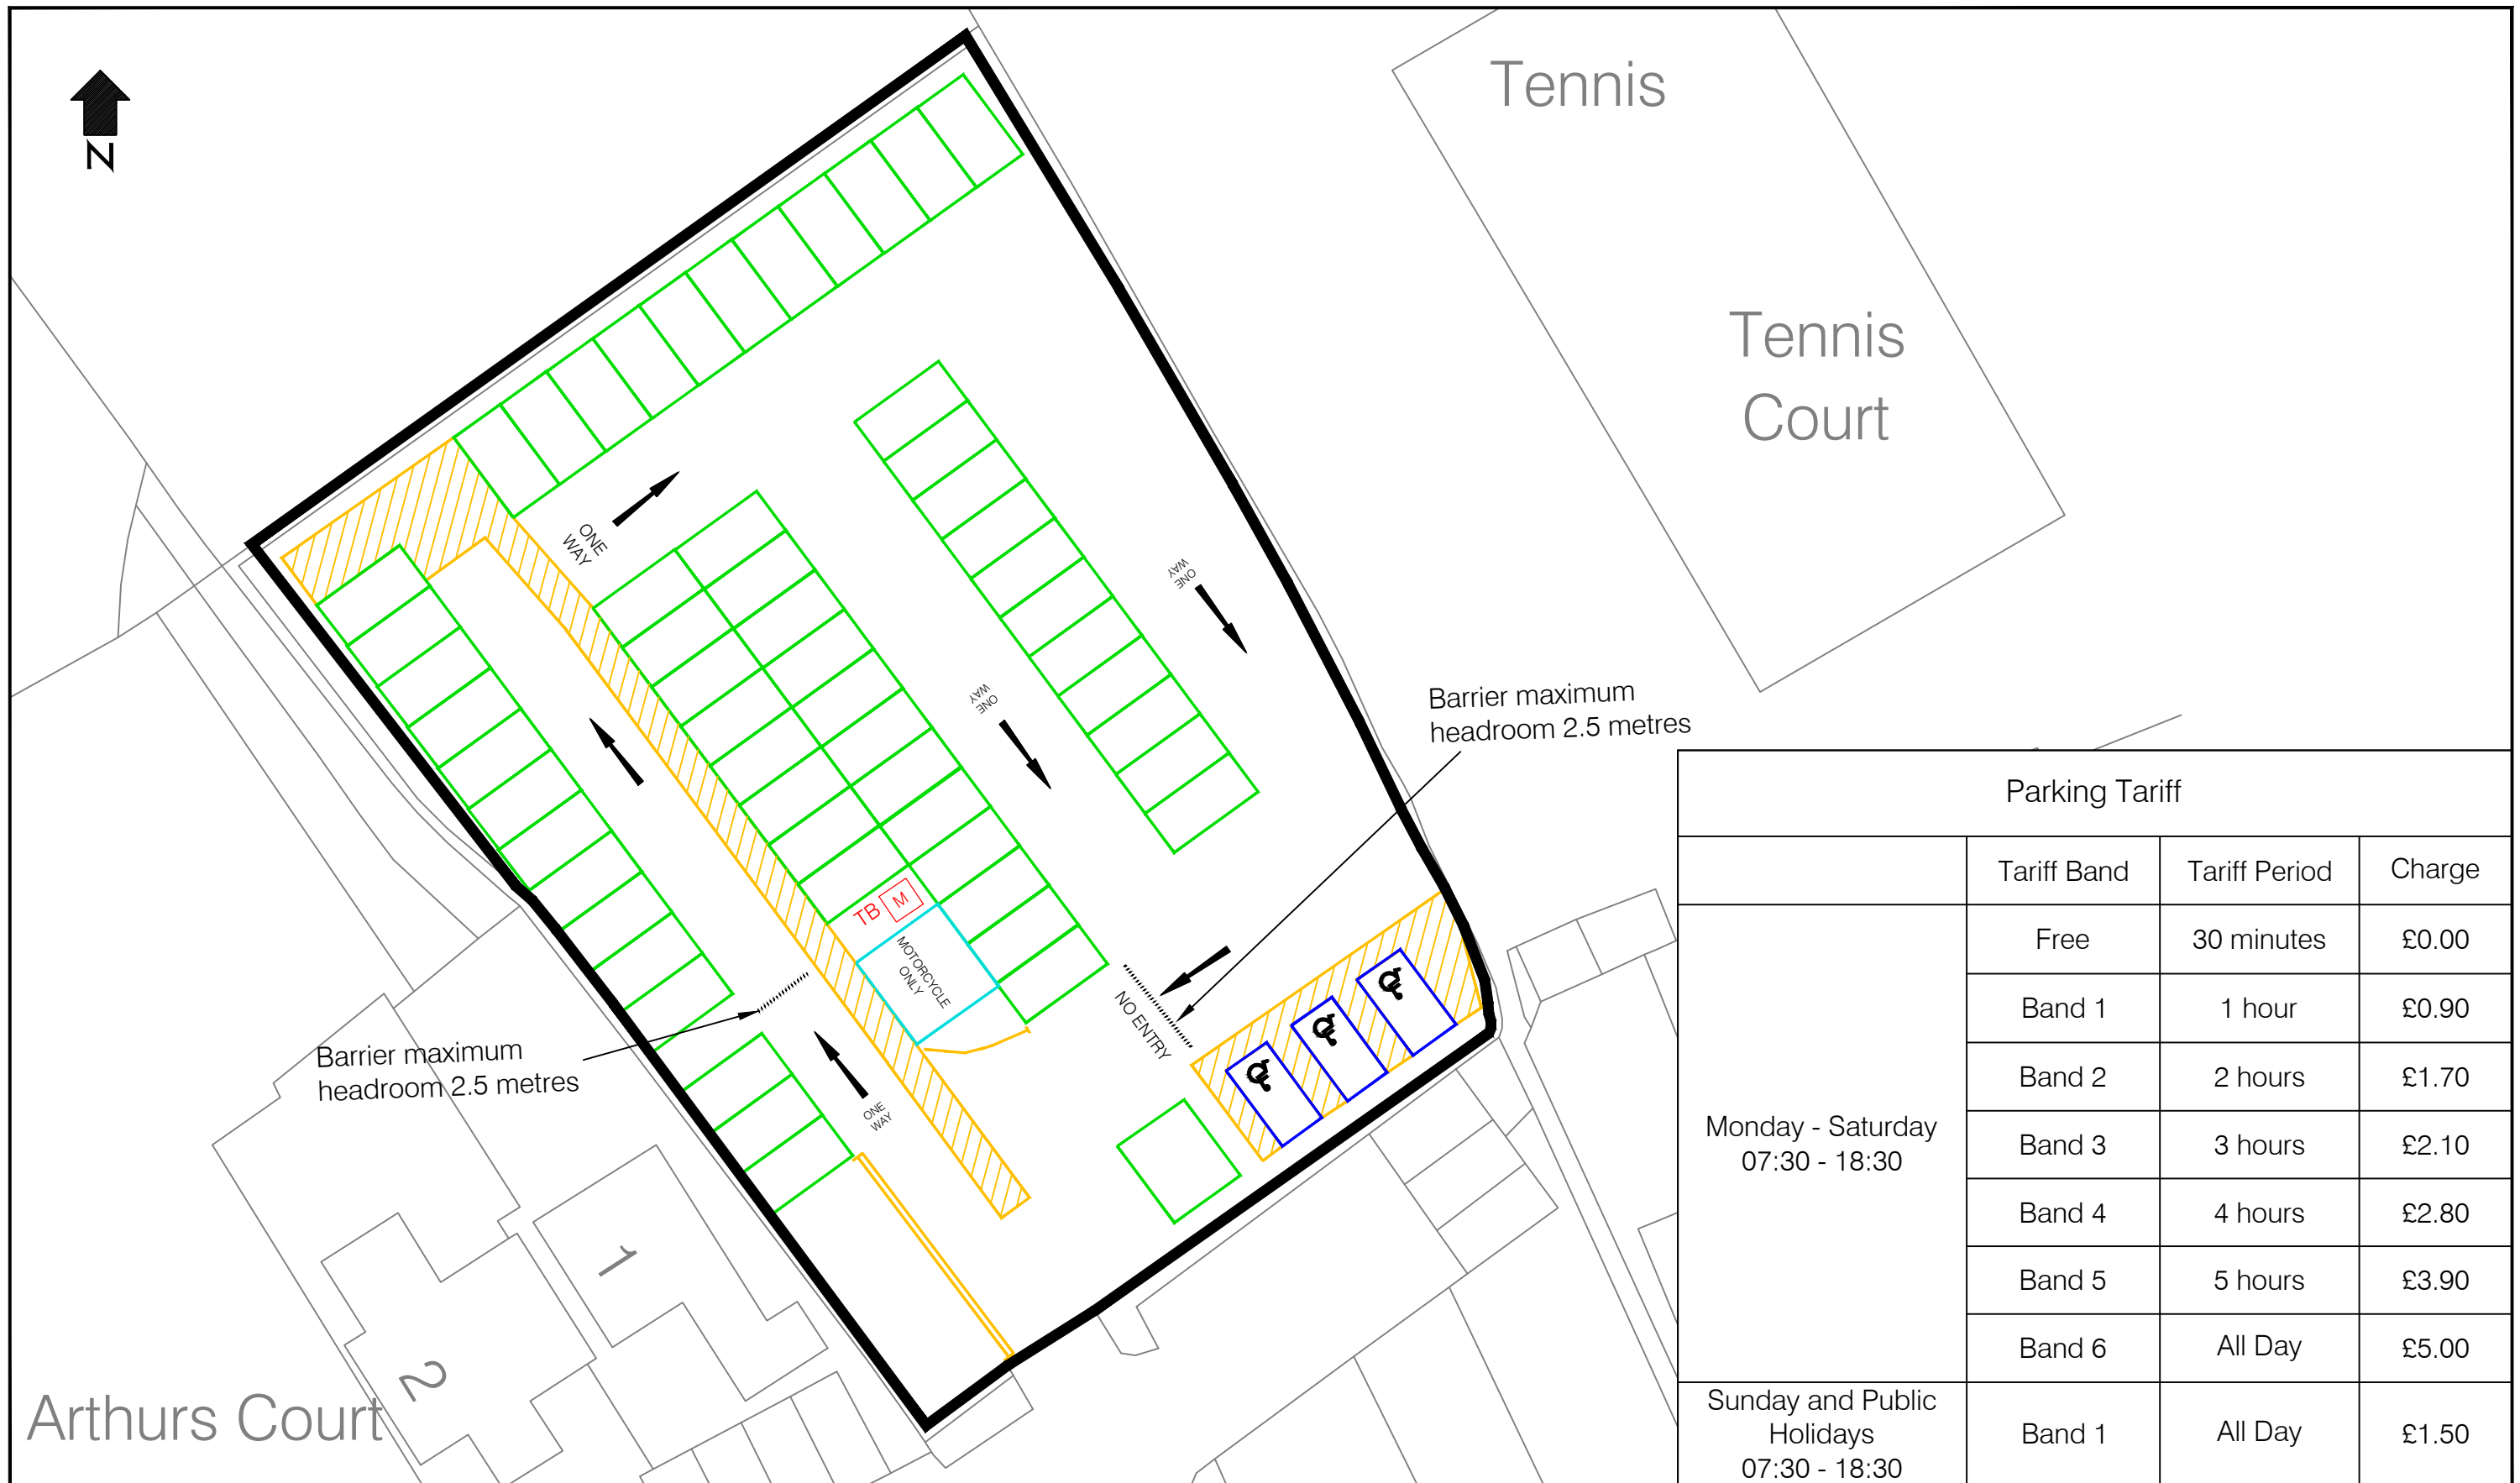 N
Tennis
Tennis
Court
ONE
WAY
ONE
WAY
ONE
WAY
Barrier maximum
headroom 2.5 metres
TB M
MOTORCYCLE
ONLY
NO ENTRY
Barrier maximum
headroom 2.5 metres
ONE
WAY
1
2
Arthurs Court
Parking Tariff
Tariff Band Tariff Period Charge
Monday - Saturday
07:30 - 18:30
Free 30 minutes £0.00
Band 1 1 hour £0.90
Band 2 2 hours £1.70
Band 3 3 hours £2.10
Band 4 4 hours £2.80
Band 5 5 hours £3.90
Band 6 All Day £5.00
Sunday and Public
Holidays
07:30 - 18:30
Band 1 All Day £1.50